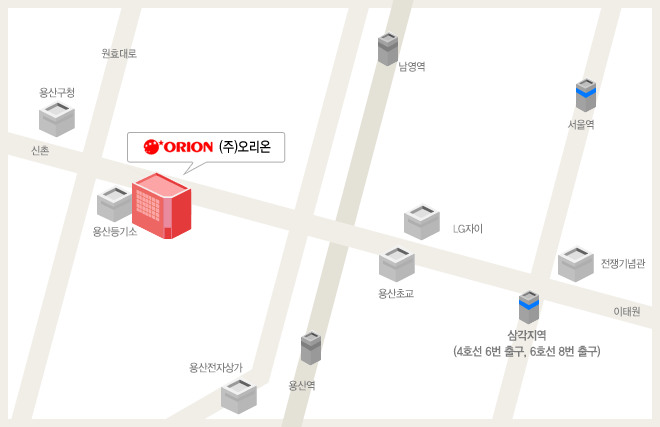 원효대로
남영역
용산구청
서울역
ORION (주)오리온
신촌
용산등기소
LG자이
전쟁기념관
용산초교
이태원
삼각지역
(4호선 6번 출구, 6호선 8번 출구)
용산전자상가
용산역